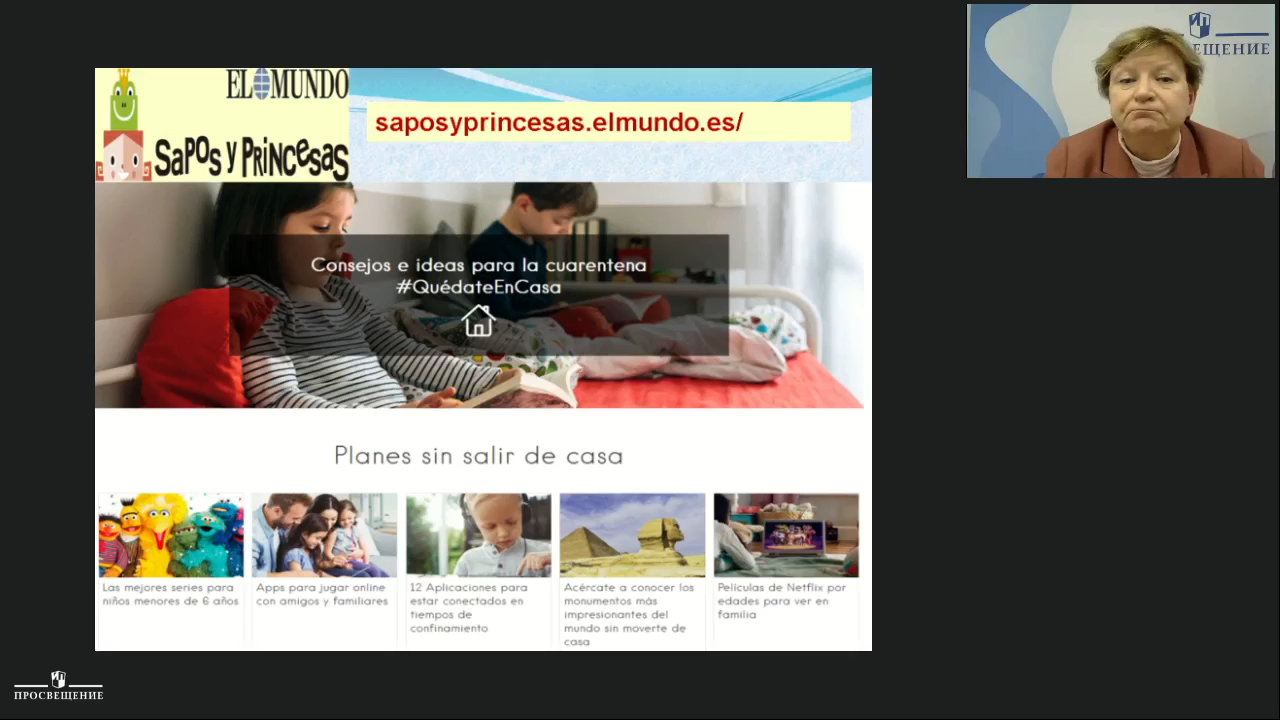 EL MUNDO
saposyprincesas.elmundo.es/
SAPOS Y PRINCESAS
Consejos e ideas para la cuarentena
#QuédateEnCasa
Planes sin salir de casa
Las mejores series para
niños menores de 6 años
Apps para jugar online
con amigos y familiares
12 Aplicaciones para
estar conectados en
tiempos de
confinamiento
Acércate a conocer los
monumentos más
impresionantes del
mundo sin moverte de
casa
Películas de Netflix por
edades para ver en
familia
ЕЩЕНИЕ
ПРОСВЕЩЕНИЕ